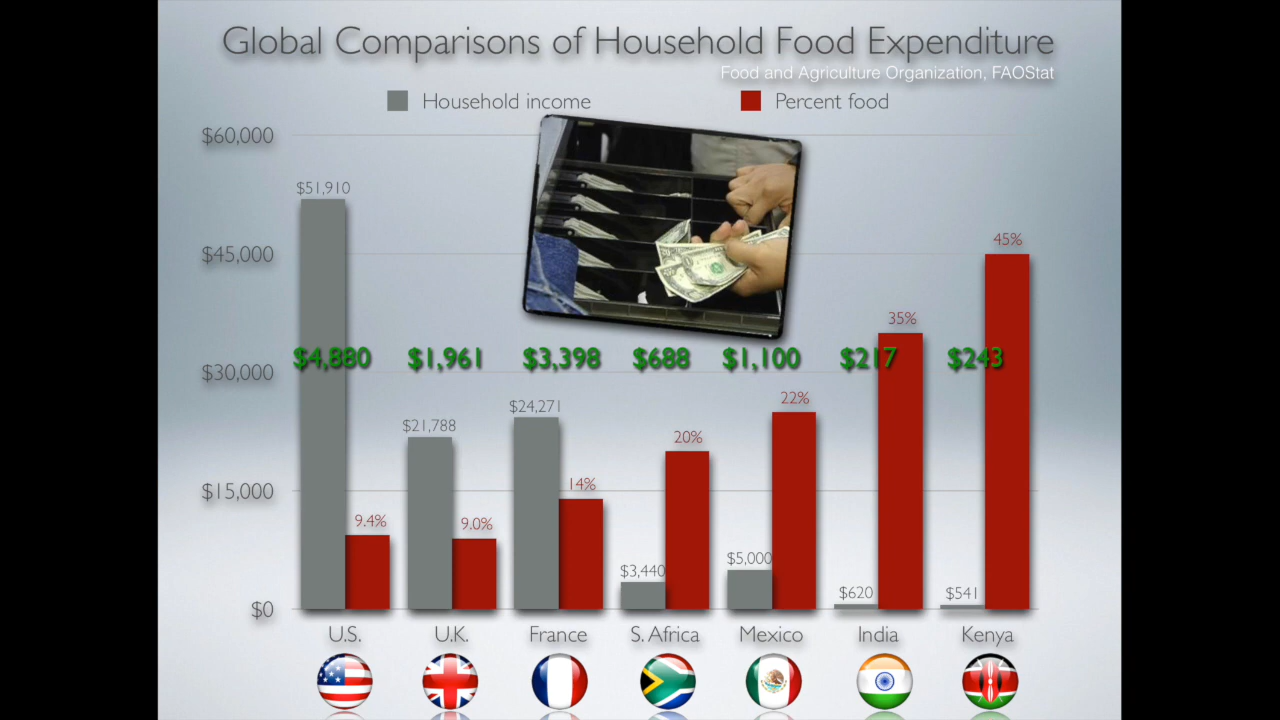 Global Comparisons of Household Food Expenditure
Food and Agriculture Organization, FAOStat
Household income
Percent food
$60,000
$45,000
$30,000
$15,000
$0
$51,910
$21,788
$24,271
$3,440
$5,000
$620
$541
9.4%
9.0%
14%
20%
22%
35%
45%
$4,880
$1,961
$3,398
$688
$1,100
$217
$243
U.S.
U.K.
France
S. Africa
Mexico
India
Kenya